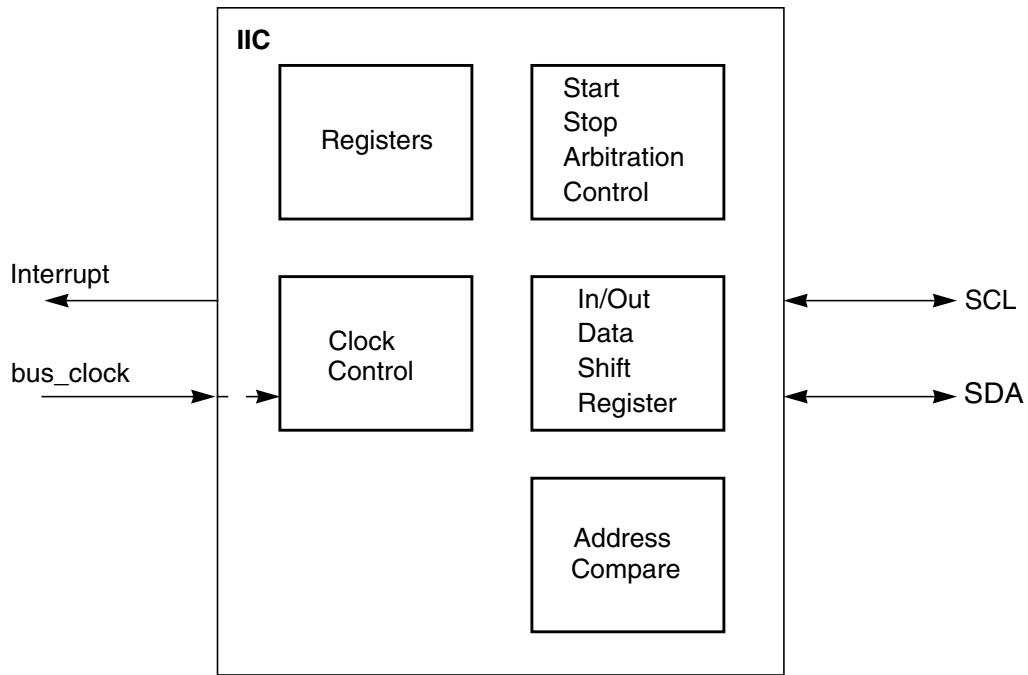 IIC
Registers
Start
Stop
Arbitration
Control
Interrupt
bus_clock
Clock
Control
In/Out
Data
Shift
Register
SCL
SDA
Address
Compare